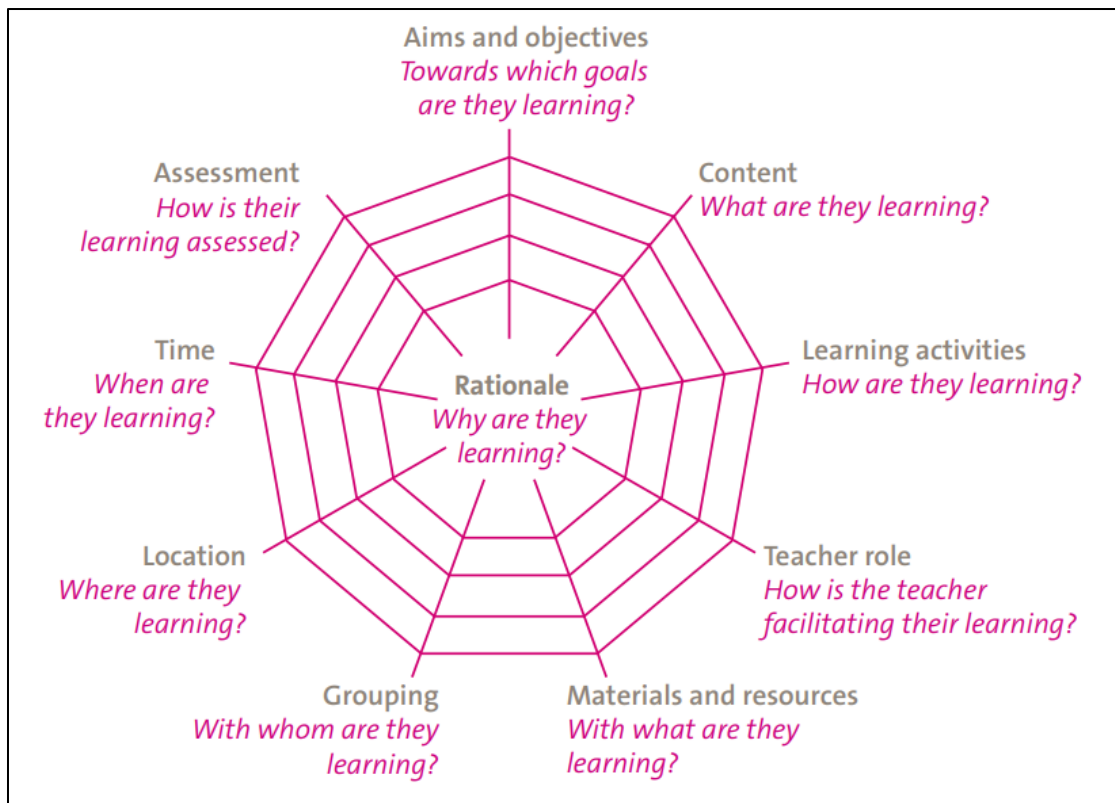 Aims and objectives
Towards which goals
are they learning?
Content
What are they learning?
Learning activities
How are they learning?
Teacher role
How is the teacher
facilitating their learning?
Materials and resources
With what are they
learning?
Grouping
With whom are they
learning?
Location
Where are they
learning?
Time
When are
they learning?
Assessment
How is their
learning assessed?
Rationale
Why are they
learning?